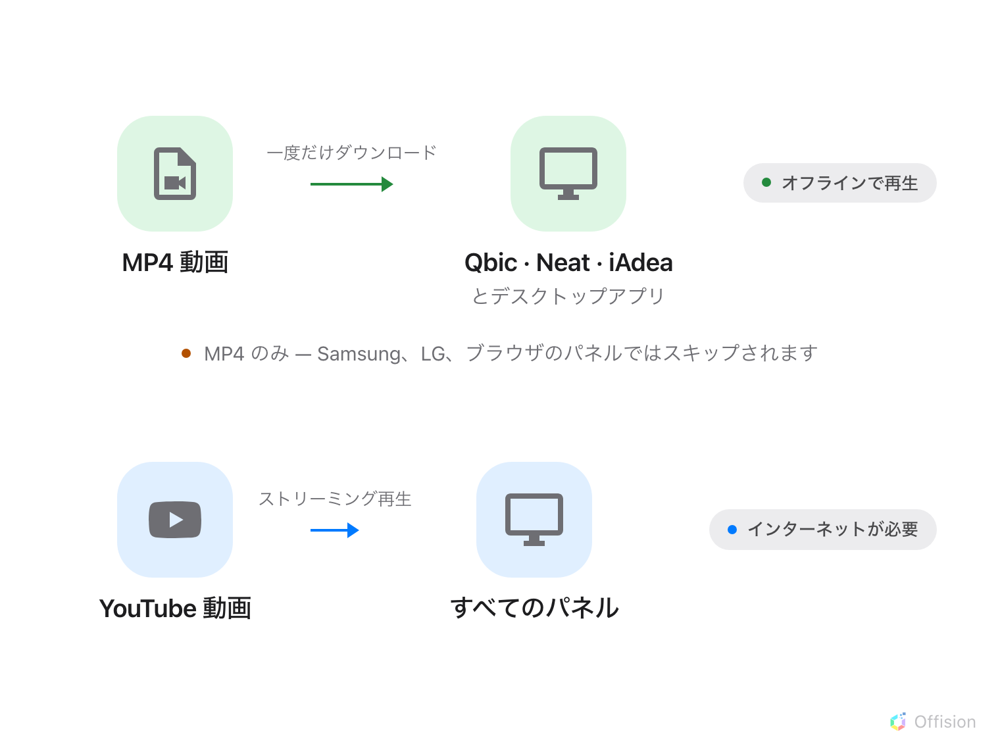 一度だけダウンロード
オフラインで再生
MP4 動画
Qbic · Neat · iAdea
とデスクトップアプリ
MP4 のみ — Samsung、LG、ブラウザのパネルではスキップされます
ストリーミング再生
インターネットが必要
YouTube 動画
すべてのパネル
Offision